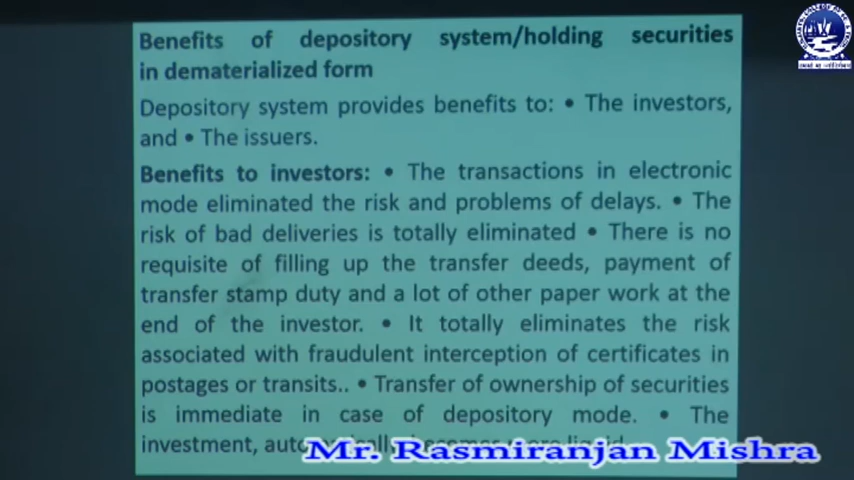 Benefits of depository system/holding securities
in dematerialized form
Depository system provides benefits to: • The investors,
and • The issuers.
Benefits to investors: • The transactions in electronic
mode eliminated the risk and problems of delays. • The
risk of bad deliveries is totally eliminated • There is no
requisite of filling up the transfer deeds, payment of
transfer stamp duty and a lot of other paper work at the
end of the investor. • It totally eliminates the risk
associated with fraudulent interception of certificates in
postages or transits.. • Transfer of ownership of securities
is immediate in case of depository mode. • The
investment,
Mr. Rasmiranjan Mishra